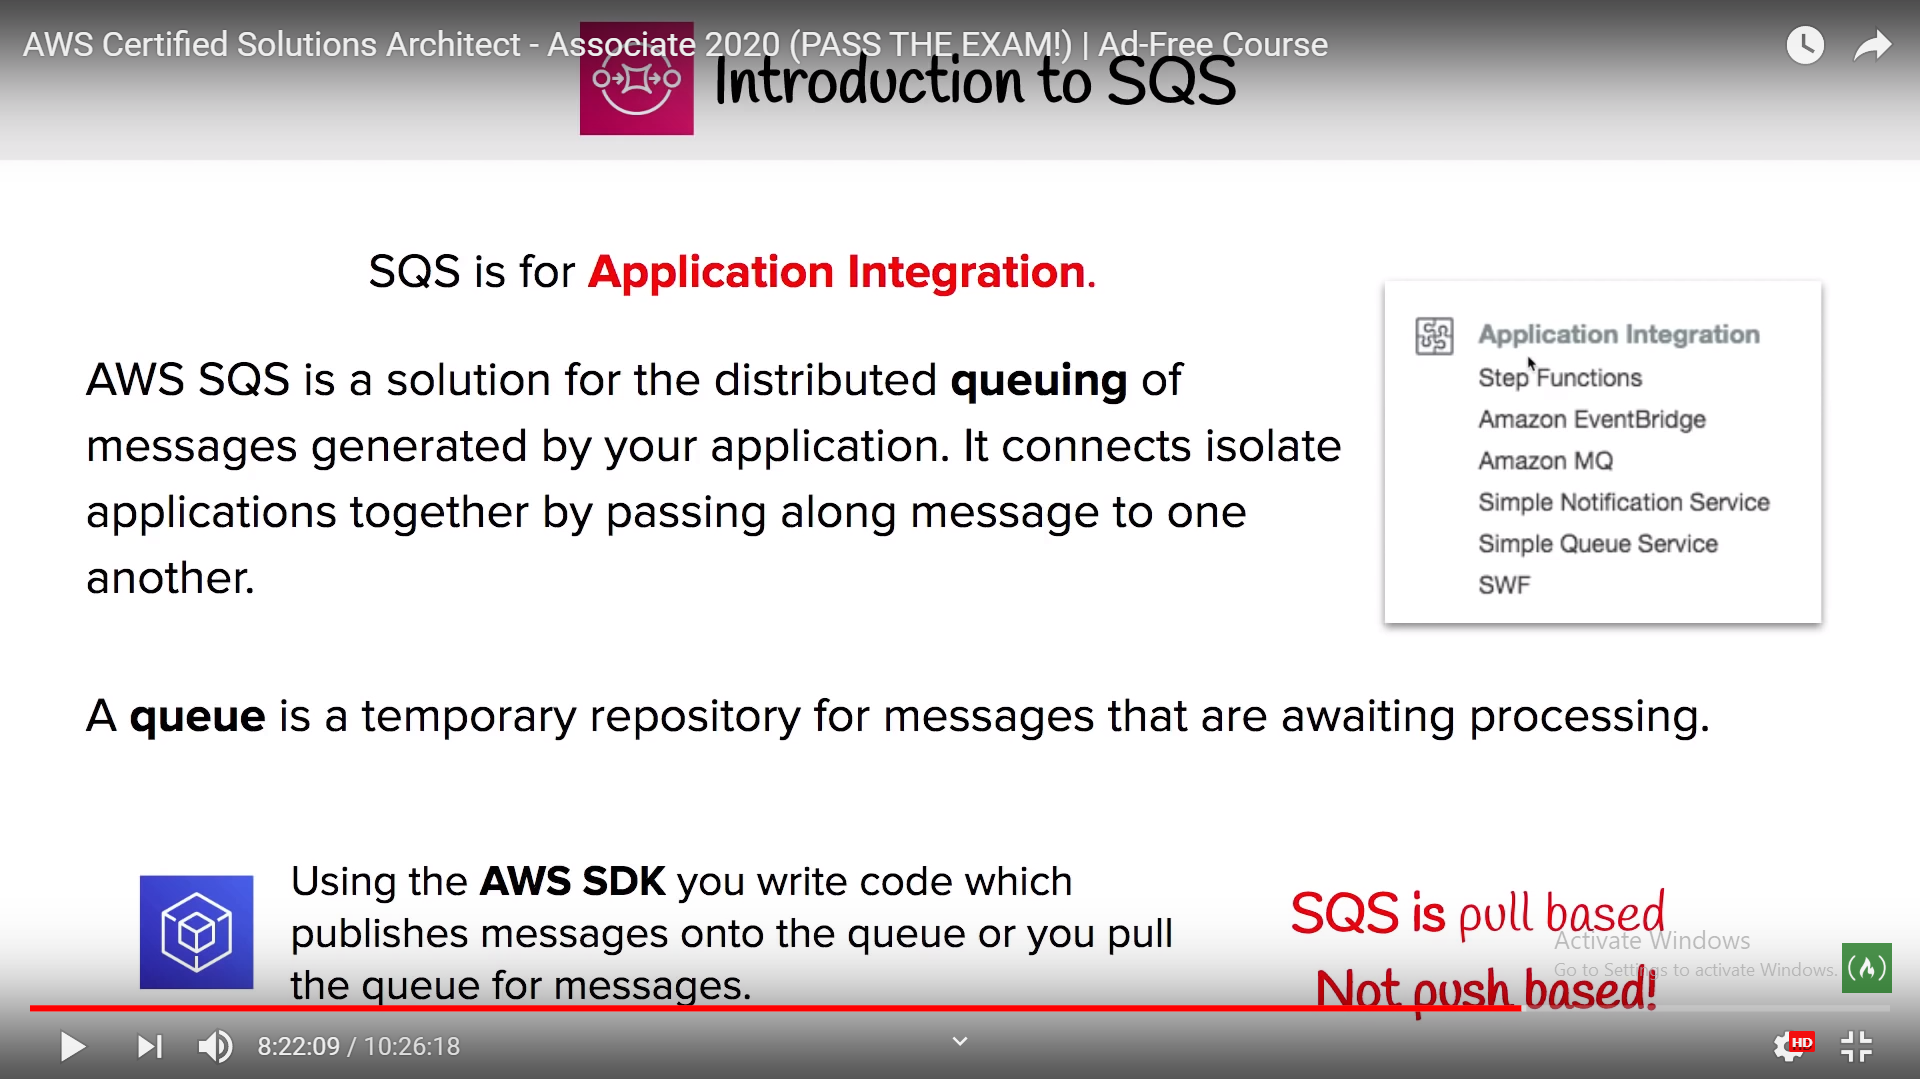 AWS Certified Solutions Architect - Associate 2020 (PASS THE EXAM!) | Ad-Free Course
Introduction to SQS
SQS is for Application Integration.
AWS SQS is a solution for the distributed queuing of
messages generated by your application. It connects isolate
applications together by passing along message to one
another.
Application Integration
Step Functions
Amazon EventBridge
Amazon MQ
Simple Notification Service
Simple Queue Service
SWF
A queue is a temporary repository for messages that are awaiting processing.
Using the AWS SDK you write code which
publishes messages onto the queue or you pull
the queue for messages.
SQS is pull based
Not push based!
Activate Windows
Go to Settings to activate Windows.
8:22:09 / 10:26:18
HD